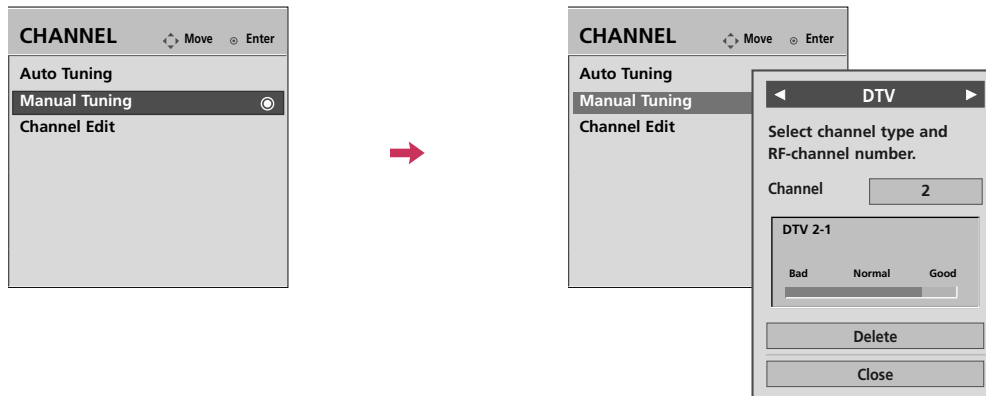 CHANNEL Move Enter
Auto Tuning
Manual Tuning
Channel Edit
CHANNEL Move Enter
Auto Tuning
Manual Tuning
Channel Edit
DTV
Select channel type and
RF-channel number.
Channel 2
DTV 2-1
Bad Normal Good
Delete
Close